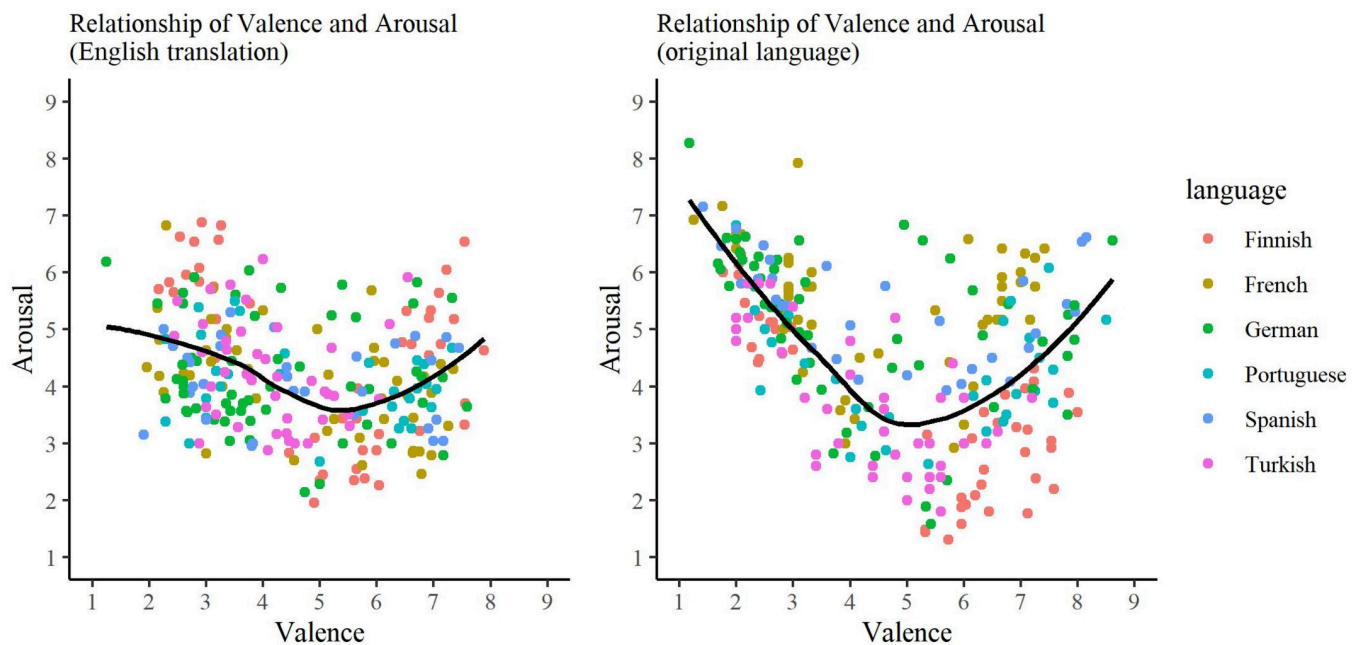 Relationship of Valence and Arousal
(English translation)
9
8
7
6
5
4
3
2
1
Arousal
1 2 3 4 5 6 7 8 9
Valence
Relationship of Valence and Arousal
(original language)
9
8
7
6
5
4
3
2
1
Arousal
1 2 3 4 5 6 7 8 9
Valence
language
Finnish
French
German
Portuguese
Spanish
Turkish